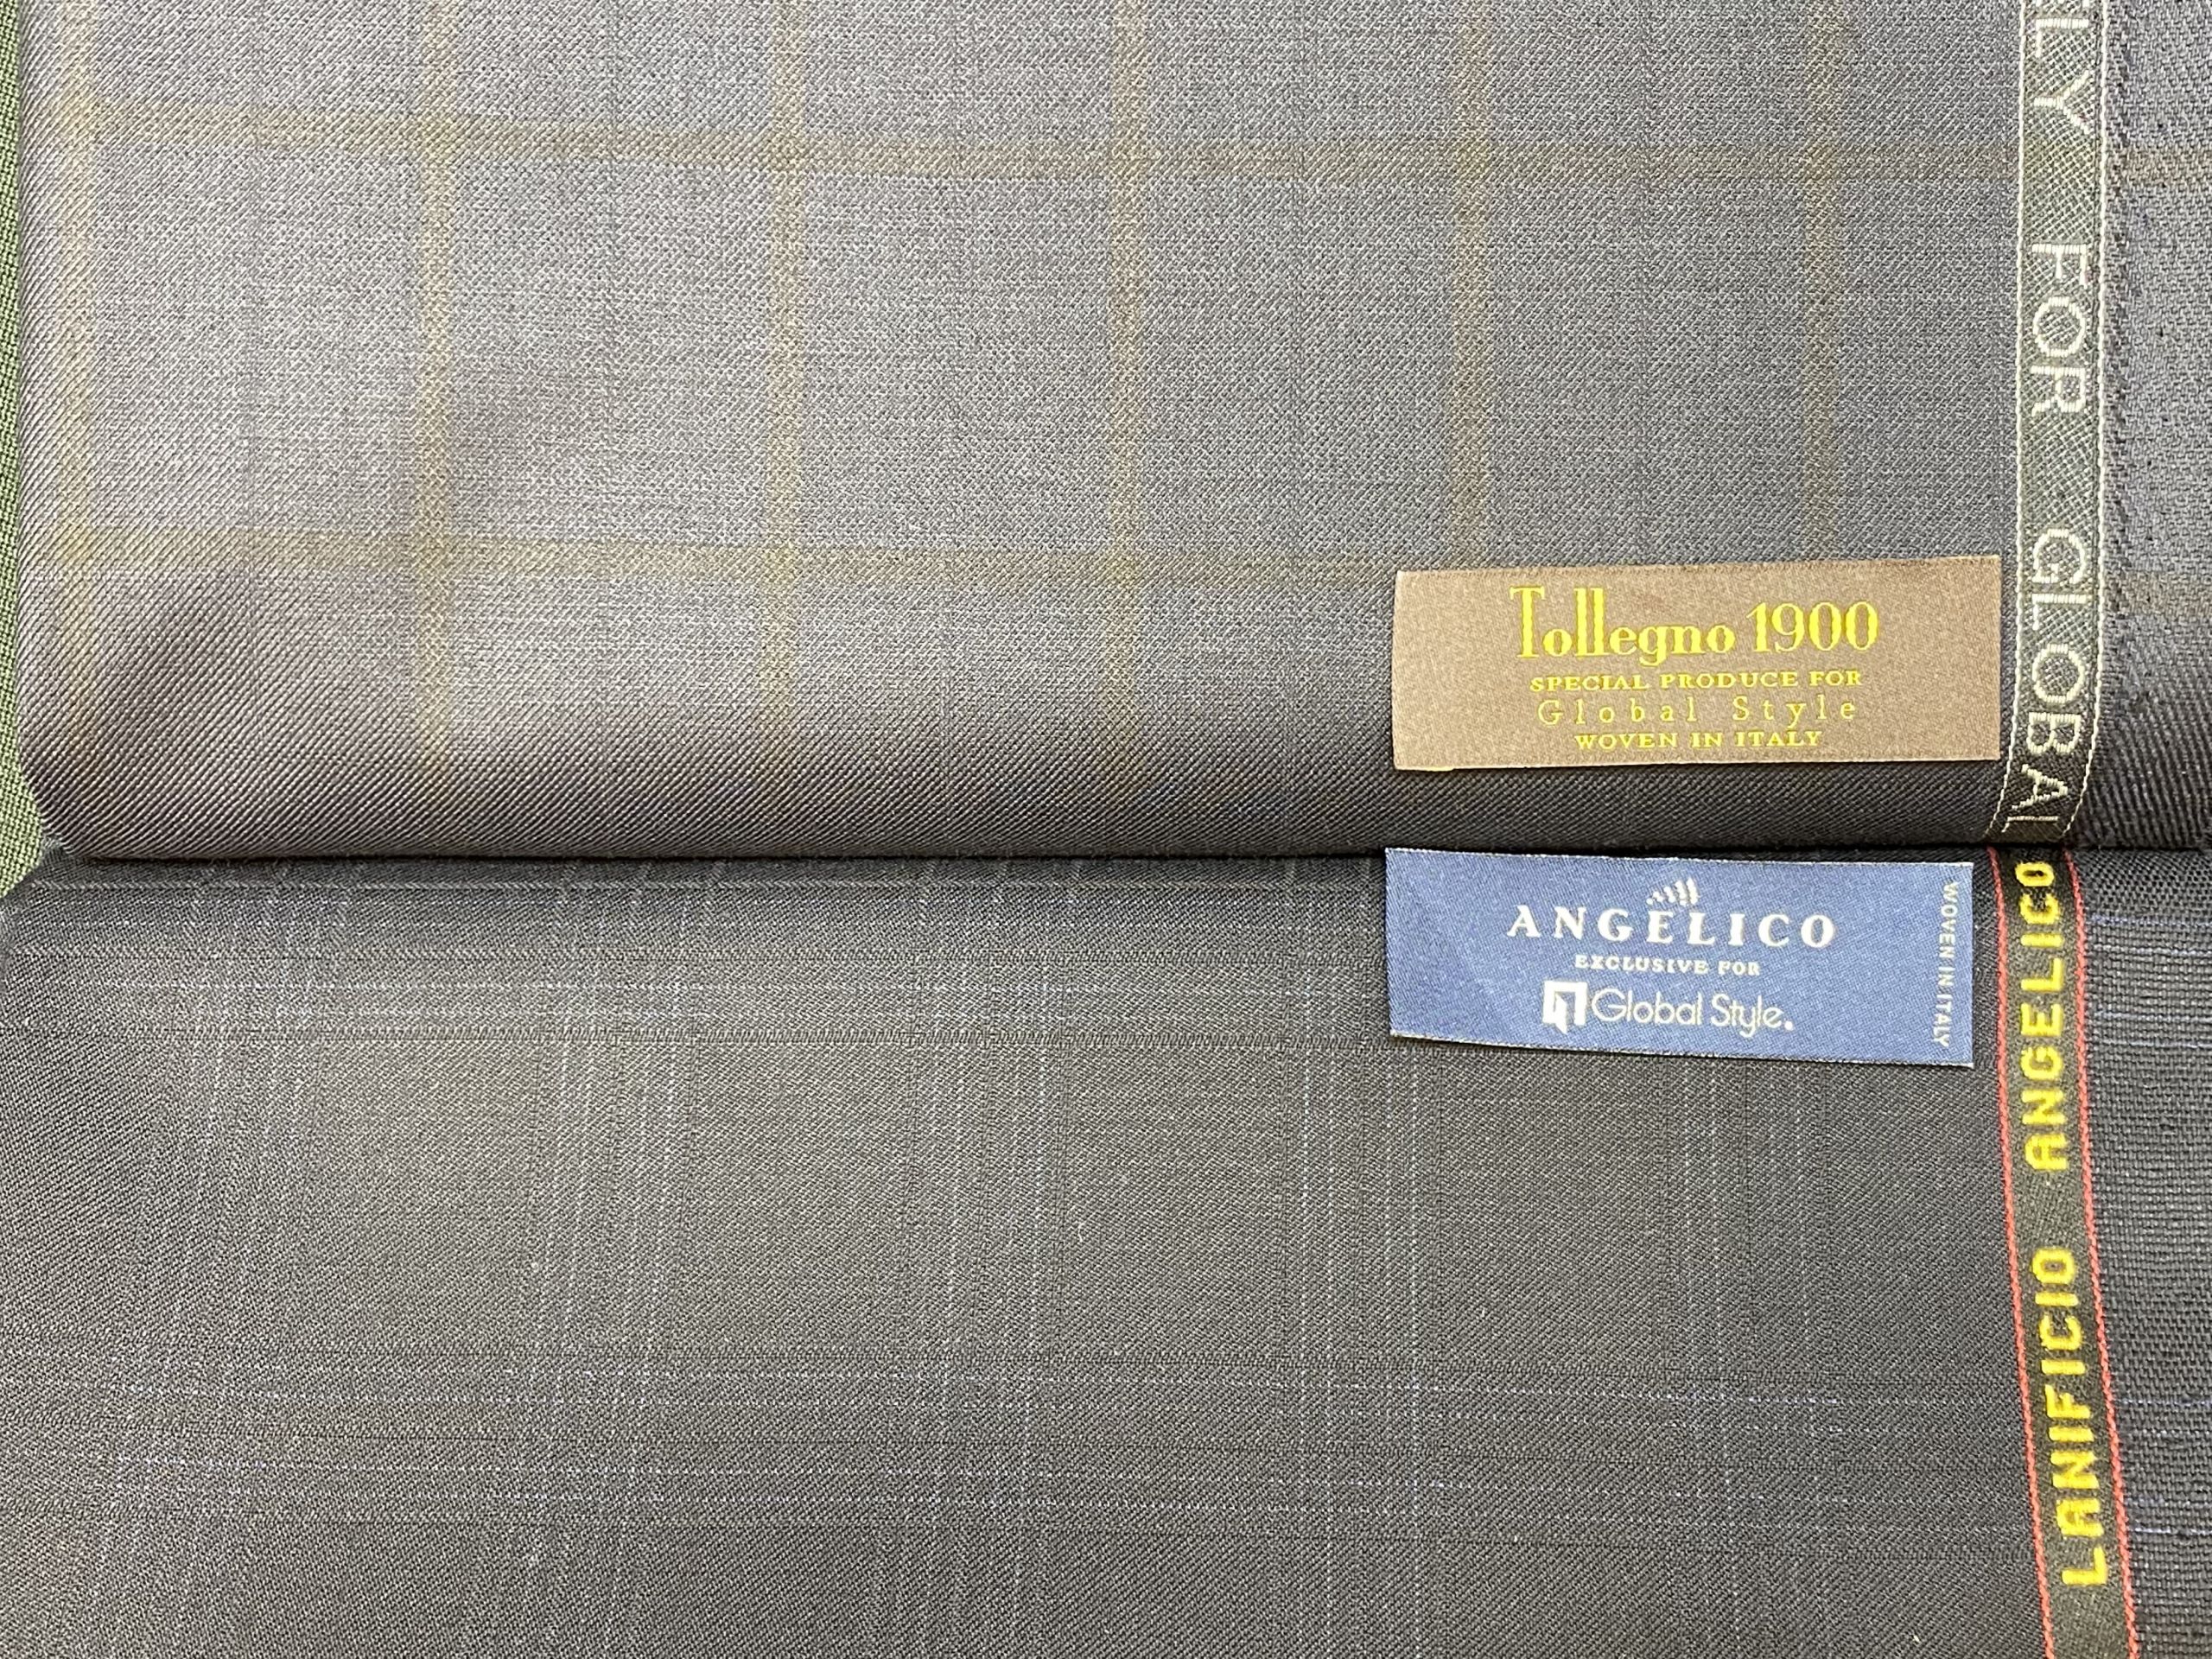 FOR GLOBAL
Tollegno 1900
SPECIAL PRODUCE FOR
Global Style
WOVEN IN ITALY
ANGELICO
EXCLUSIVE FOR
Global Style.
WOVEN IN ITALY
LANIFICIO ANGELICO